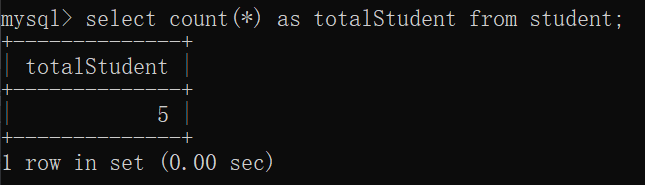 mysql> select count(*) as totalStudent from student;
+--------------+
| totalStudent |
+--------------+
|            5 |
+--------------+
1 row in set (0.00 sec)